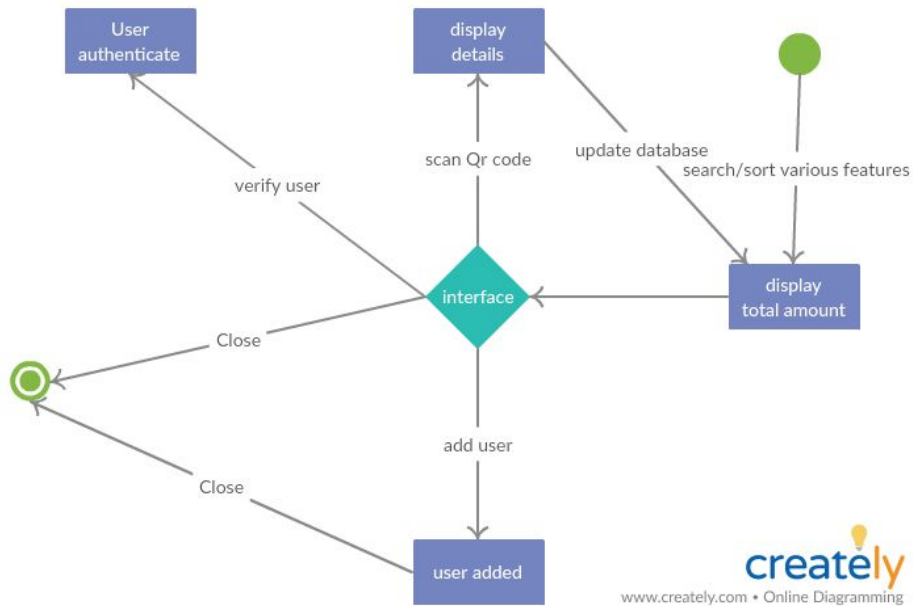 User
authenticate
display
details
scan Qr code
update database
search/sort various features
verify user
interface
display
total amount
Close
add user
Close
user added
creately
www.creately.com • Online Diagramming